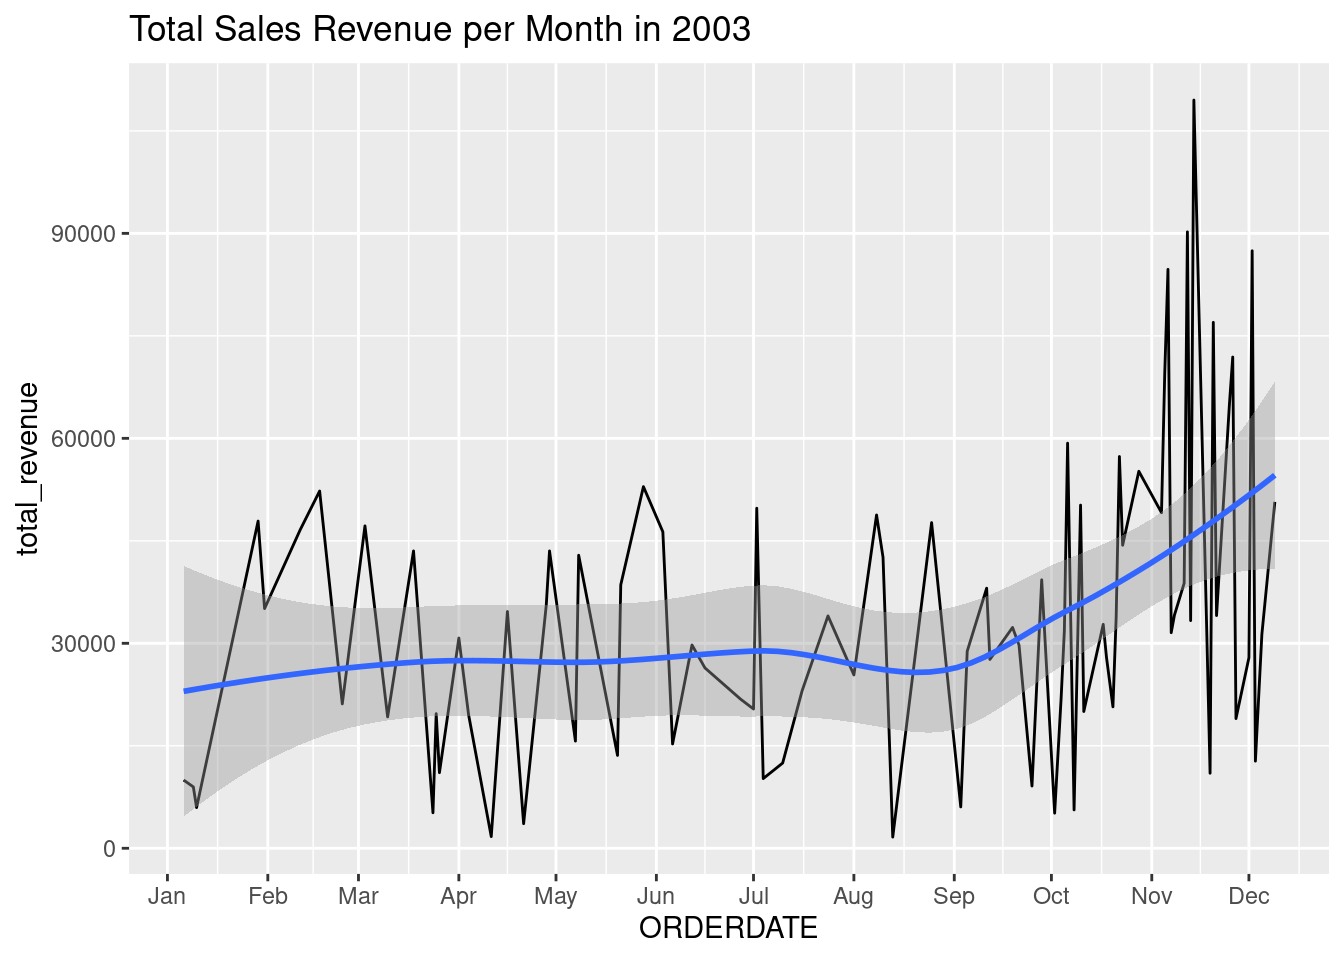 Total Sales Revenue per Month in 2003
total_revenue
90000
60000
30000
0
Jan Feb Mar Apr May Jun Jul Aug Sep Oct Nov Dec
ORDERDATE